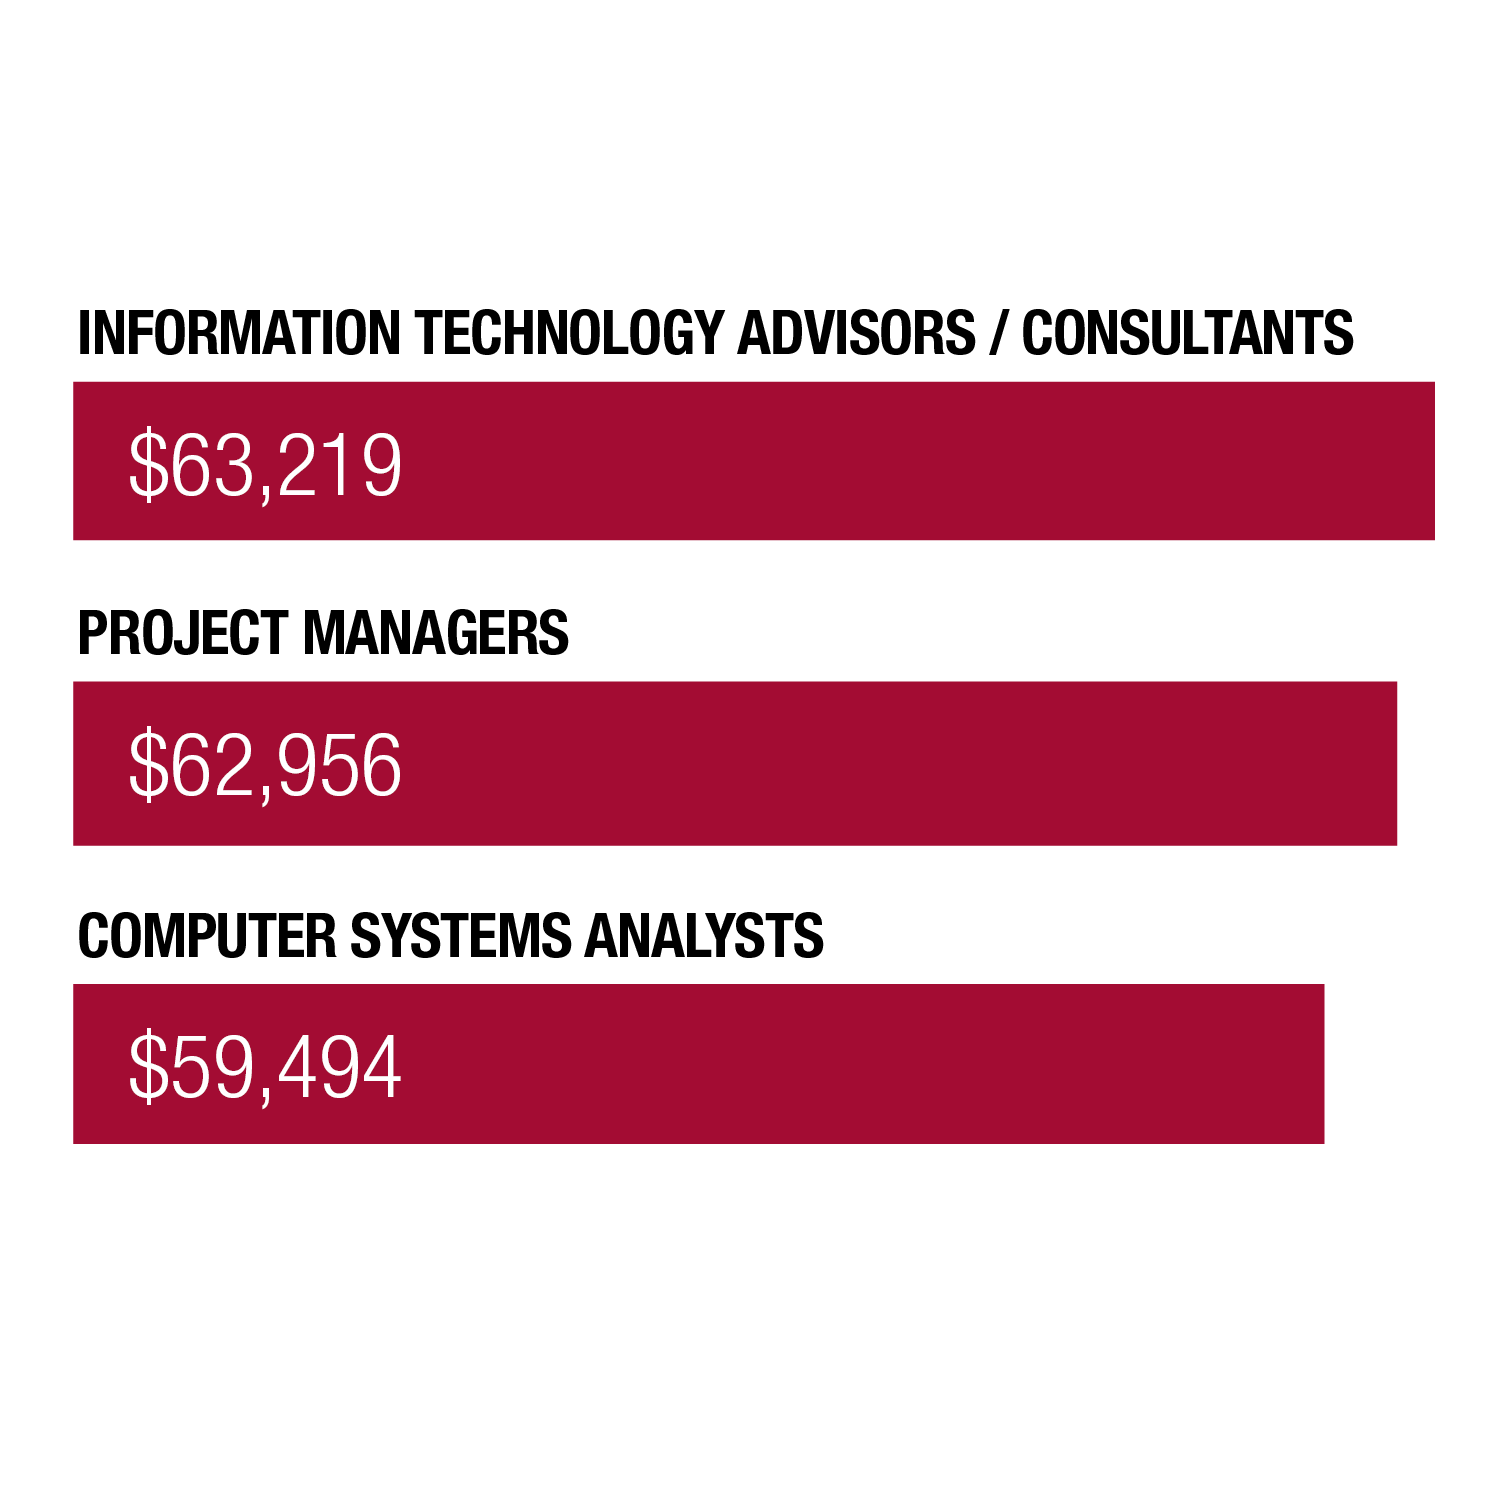 INFORMATION TECHNOLOGY ADVISORS / CONSULTANTS
$63,219
PROJECT MANAGERS
$62,956
COMPUTER SYSTEMS ANALYSTS
$59,494